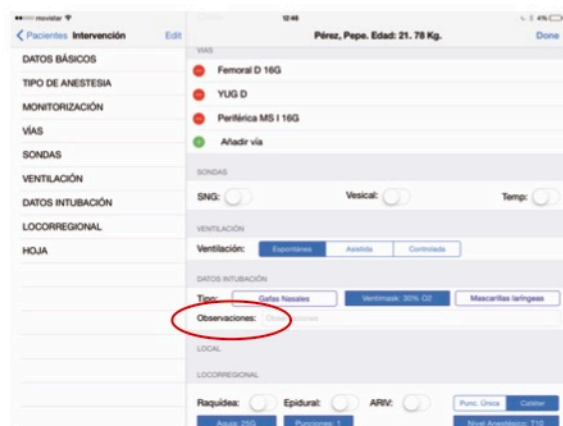 movistar
12:48
4%
Pacientes Intervención Edit
Pérez, Pepe. Edad: 21. 78 Kg. Done
DATOS BÁSICOS
TIPO DE ANESTESIA
MONITORIZACIÓN
VÍAS
SONDAS
VENTILACIÓN
DATOS INTUBACIÓN
LOCORREGIONAL
HOJA
VIAS
Femoral D 16G
YUG D
Periférica MS I 16G
Añadir vía
SONDAS
SNG: Vesical: Temp:
VENTILACIÓN
Ventilación: Espontánea Asistida Controlada
DATOS INTUBACIÓN
Tipo: Gafas Nasales Ventimask: 30% O2 Mascarillas laríngeas
Observaciones: Observaciones
LOCAL
LOCORREGIONAL
Raquídea: Epidural: ARIV: Punc. Única Catéter
Aguja: 25G Punciones: 1 Nivel Anestésico: T10